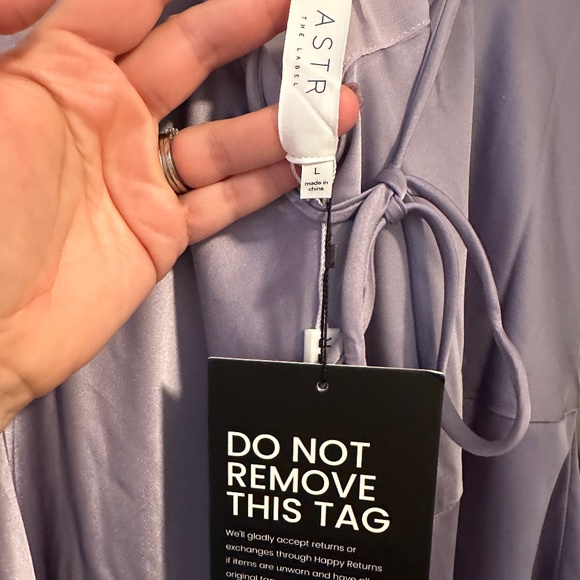 ASTR
THE LABEL
L
made in
china
DO NOT
REMOVE
THIS TAG
We'll gladly accept returns or
exchanges through Happy Returns
if items are unworn and have all
original